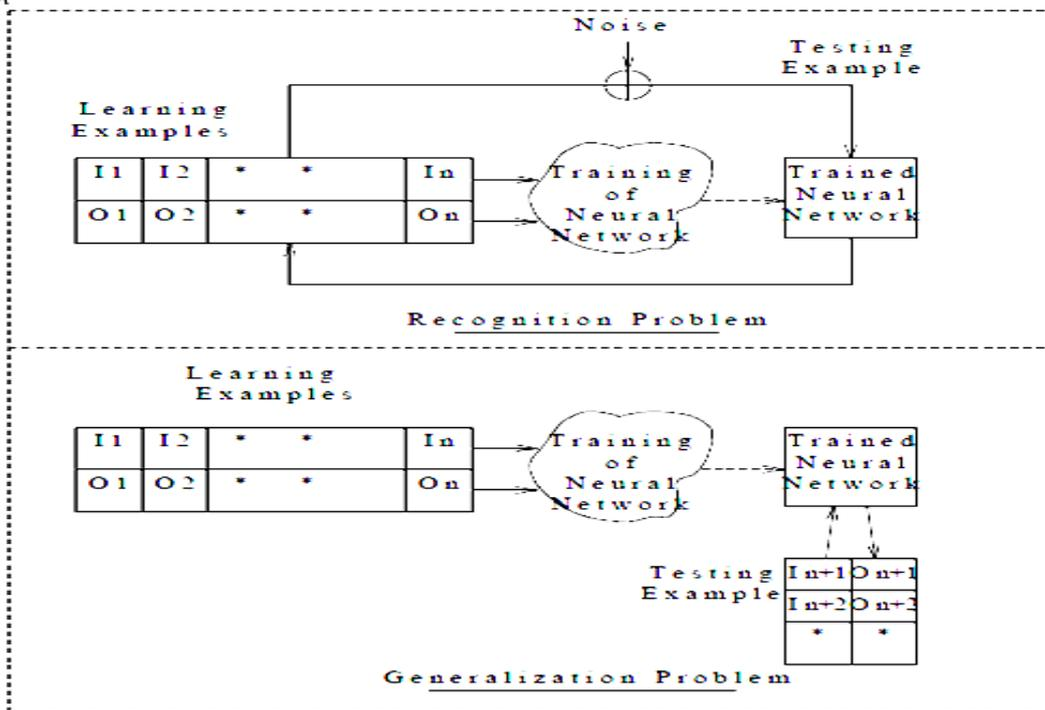 Noise
Testing
Example
Learning
Examples
I1 I2 * * In
O1 O2 * * On
Training
of
Neural
Network
Trained
Neural
Network
Recognition Problem
Learning
Examples
I1 I2 * * In
O1 O2 * * On
Training
of
Neural
Network
Trained
Neural
Network
Testing
Example
In+1 On+1
In+2 On+2
* *
Generalization Problem